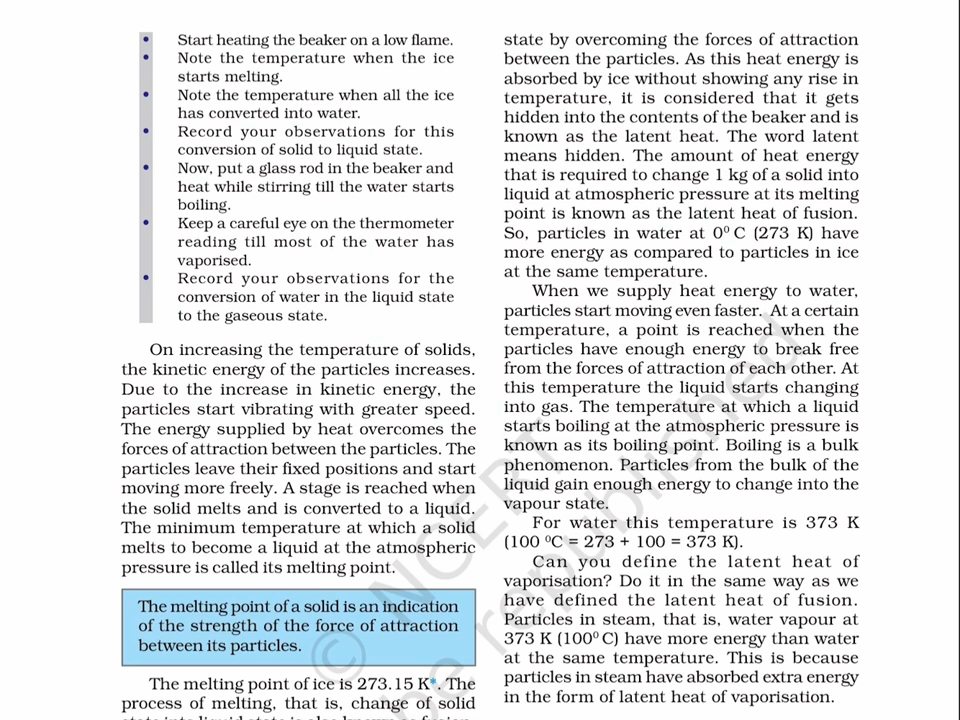 • Start heating the beaker on a low flame.
• Note the temperature when the ice
starts melting.
• Note the temperature when all the ice
has converted into water.
• Record your observations for this
conversion of solid to liquid state.
• Now, put a glass rod in the beaker and
heat while stirring till the water starts
boiling.
• Keep a careful eye on the thermometer
reading till most of the water has
vaporised.
• Record your observations for the
conversion of water in the liquid state
to the gaseous state.
On increasing the temperature of solids,
the kinetic energy of the particles increases.
Due to the increase in kinetic energy, the
particles start vibrating with greater speed.
The energy supplied by heat overcomes the
forces of attraction between the particles. The
particles leave their fixed positions and start
moving more freely. A stage is reached when
the solid melts and is converted to a liquid.
The minimum temperature at which a solid
melts to become a liquid at the atmospheric
pressure is called its melting point.
The melting point of a solid is an indication
of the strength of the force of attraction
between its particles.
The melting point of ice is 273.15 K*. The
process of melting, that is, change of solid
state into liquid state is also known as fusion.
state by overcoming the forces of attraction
between the particles. As this heat energy is
absorbed by ice without showing any rise in
temperature, it is considered that it gets
hidden into the contents of the beaker and is
known as the latent heat. The word latent
means hidden. The amount of heat energy
that is required to change 1 kg of a solid into
liquid at atmospheric pressure at its melting
point is known as the latent heat of fusion.
So, particles in water at 0⁰ C (273 K) have
more energy as compared to particles in ice
at the same temperature.
When we supply heat energy to water,
particles start moving even faster. At a certain
temperature, a point is reached when the
particles have enough energy to break free
from the forces of attraction of each other. At
this temperature the liquid starts changing
into gas. The temperature at which a liquid
starts boiling at the atmospheric pressure is
known as its boiling point. Boiling is a bulk
phenomenon. Particles from the bulk of the
liquid gain enough energy to change into the
vapour state.
For water this temperature is 373 K
(100 ⁰C = 273 + 100 = 373 K).
Can you define the latent heat of
vaporisation? Do it in the same way as we
have defined the latent heat of fusion.
Particles in steam, that is, water vapour at
373 K (100⁰ C) have more energy than water
at the same temperature. This is because
particles in steam have absorbed extra energy
in the form of latent heat of vaporisation.
© NCERT
be republished